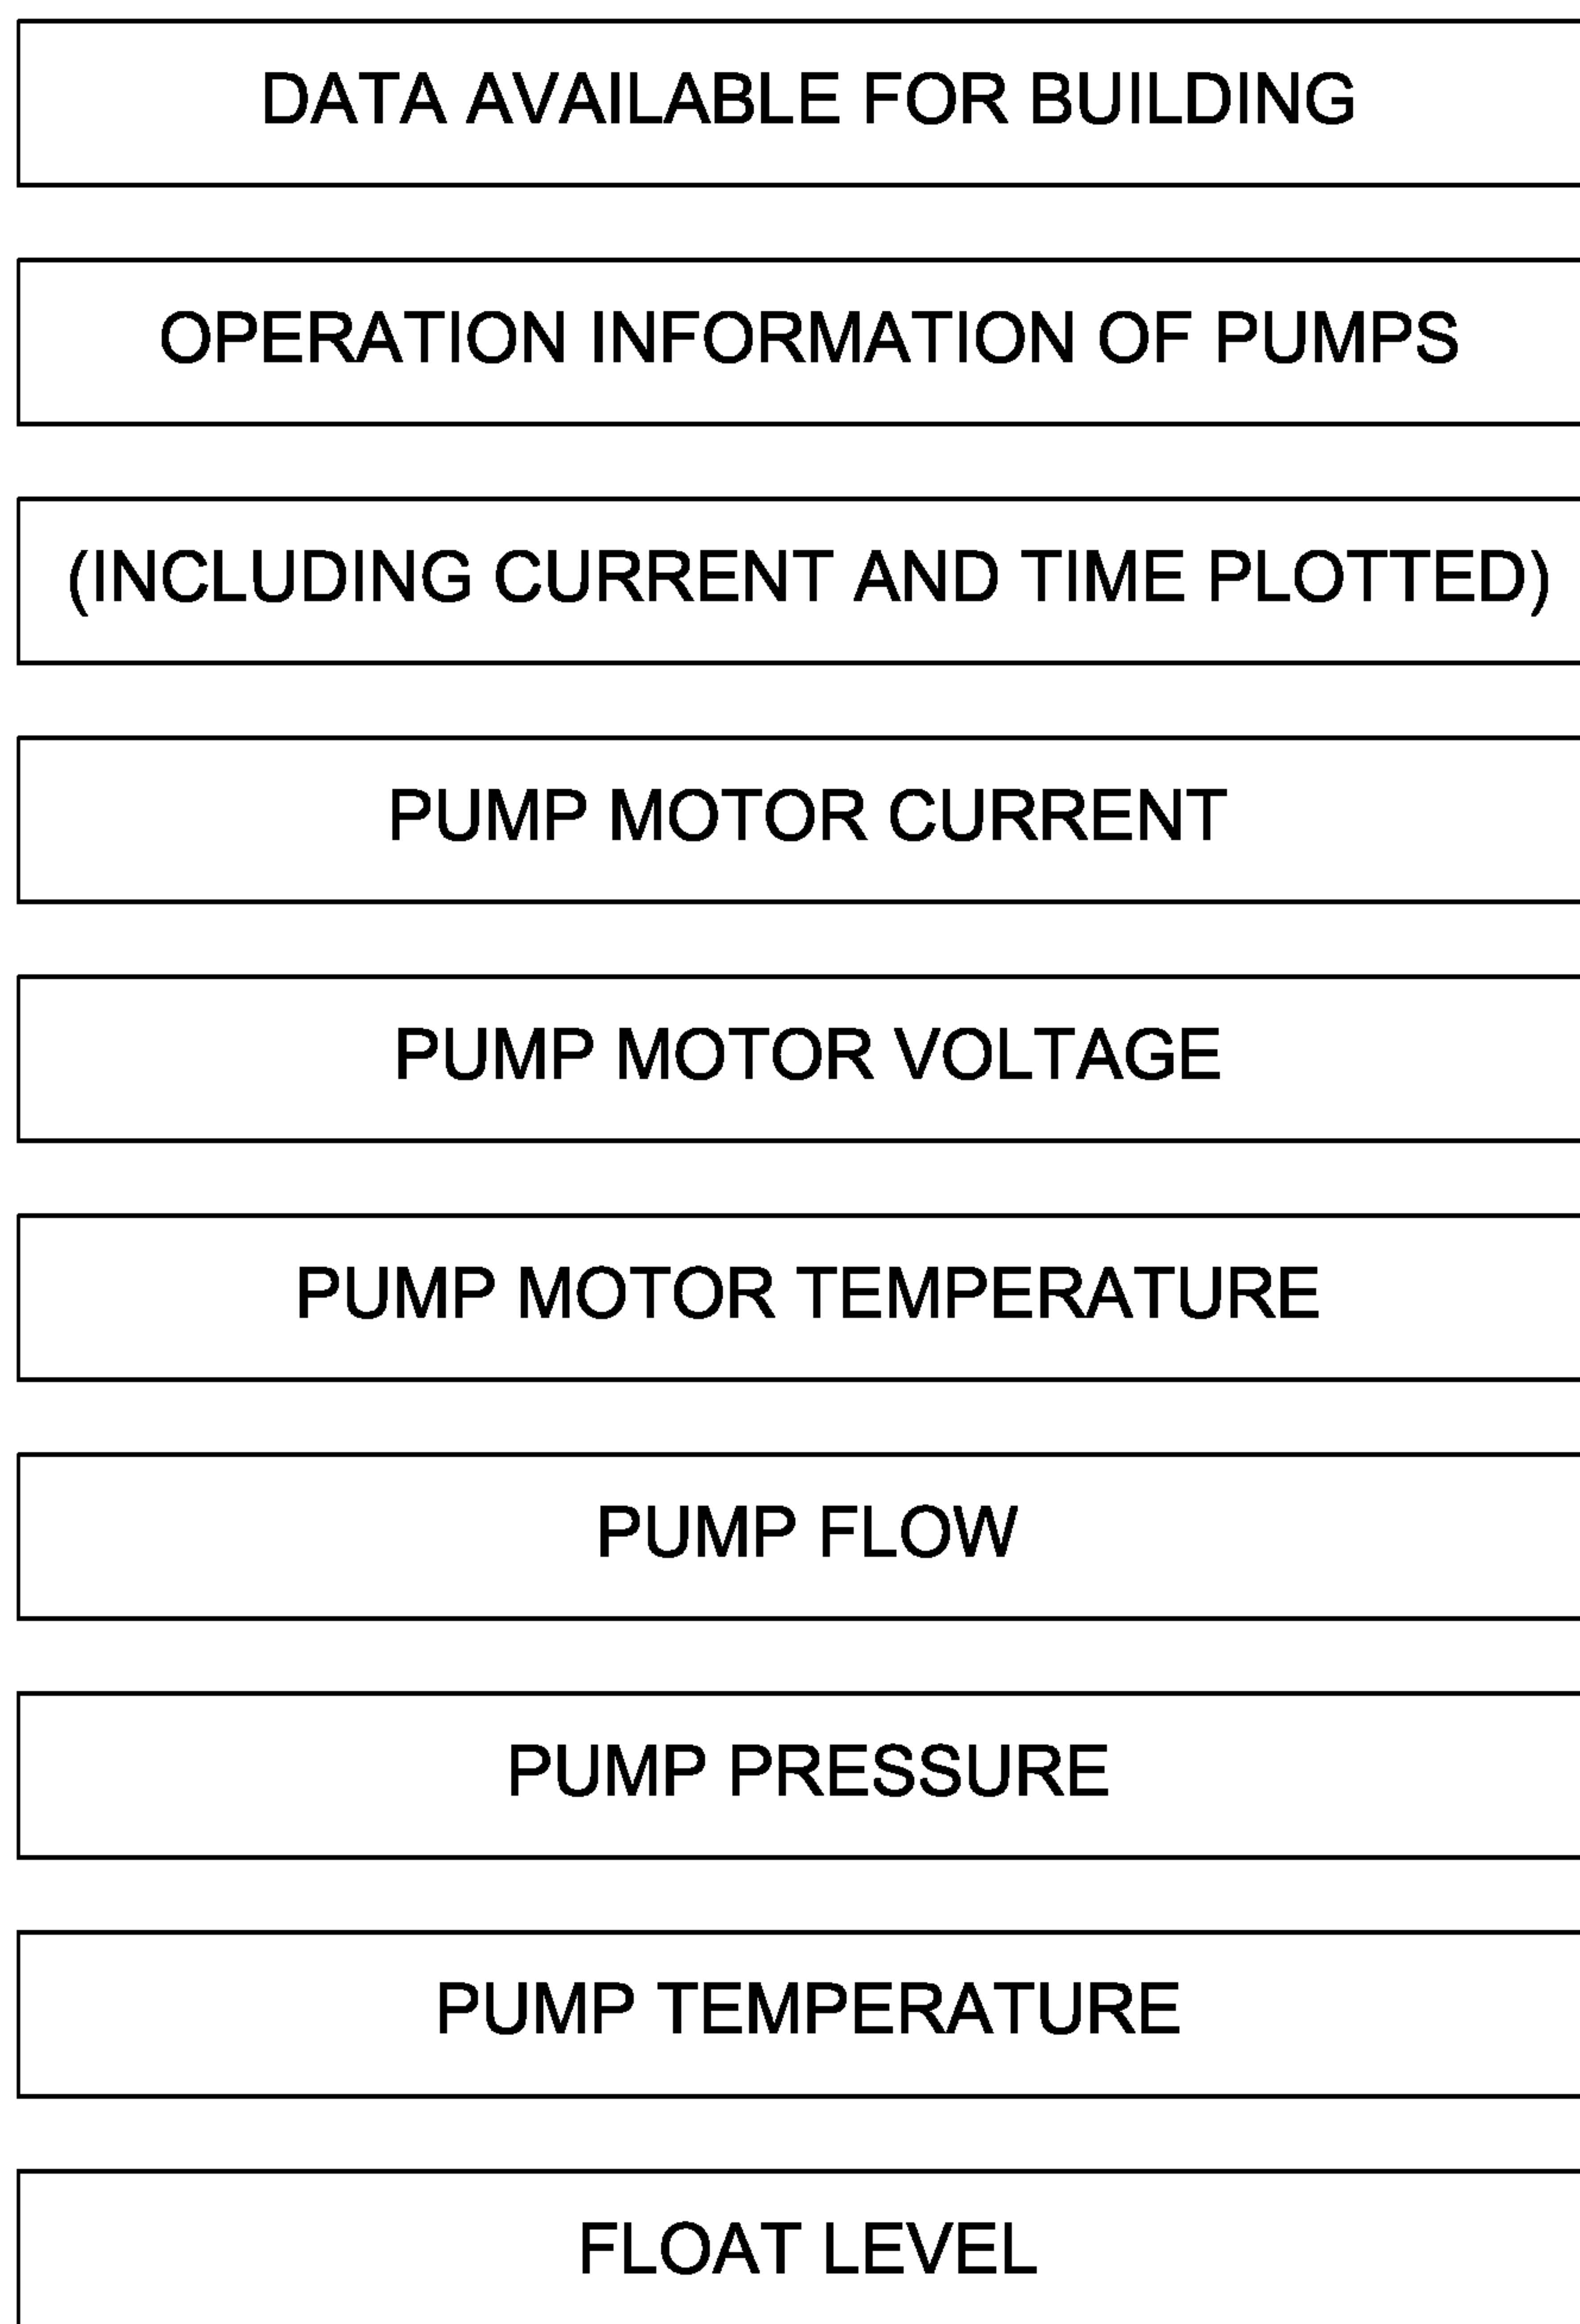 DATA AVAILABLE FOR BUILDING
OPERATION INFORMATION OF PUMPS
(INCLUDING CURRENT AND TIME PLOTTED)
PUMP MOTOR CURRENT
PUMP MOTOR VOLTAGE
PUMP MOTOR TEMPERATURE
PUMP FLOW
PUMP PRESSURE
PUMP TEMPERATURE
FLOAT LEVEL